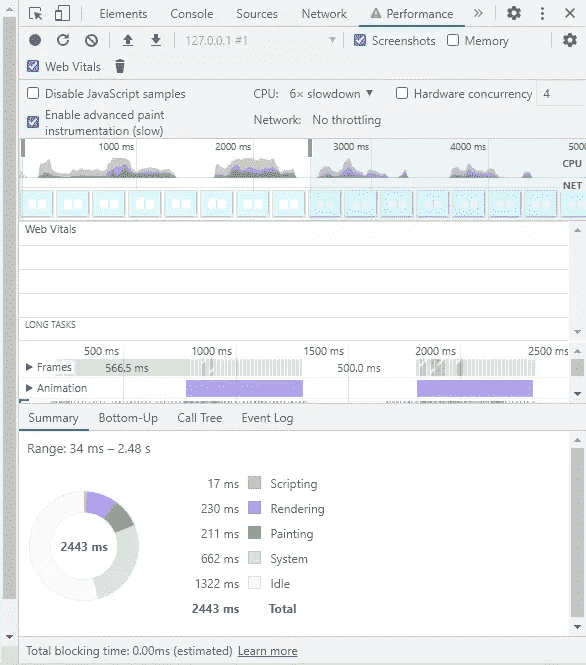 Elements Console Sources Network Performance »
127.0.0.1 #1 Screenshots Memory
Web Vitals
Disable JavaScript samples CPU: 6× slowdown Hardware concurrency 4
Enable advanced paint
instrumentation (slow)
Network: No throttling
1000 ms 2000 ms 3000 ms 4000 ms 5000
CPU
NET
Web Vitals
LONG TASKS
500 ms 1000 ms 1500 ms 2000 ms 2500 ms
Frames 566.5 ms 500.0 ms
Animation
Summary Bottom-Up Call Tree Event Log
Range: 34 ms – 2.48 s
17 ms Scripting
230 ms Rendering
211 ms Painting
2443 ms
662 ms System
1322 ms Idle
2443 ms Total
Total blocking time: 0.00ms (estimated) Learn more